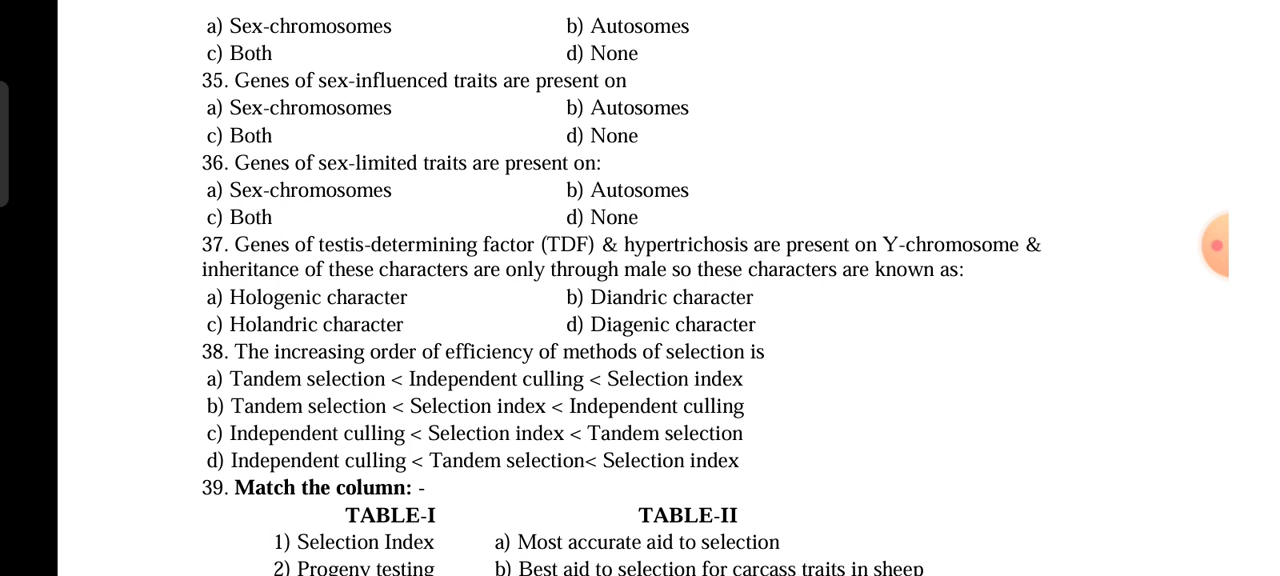 a) Sex-chromosomes b) Autosomes
c) Both d) None
35. Genes of sex-influenced traits are present on
a) Sex-chromosomes b) Autosomes
c) Both d) None
36. Genes of sex-limited traits are present on:
a) Sex-chromosomes b) Autosomes
c) Both d) None
37. Genes of testis-determining factor (TDF) & hypertrichosis are present on Y-chromosome &
inheritance of these characters are only through male so these characters are known as:
a) Hologenic character b) Diandric character
c) Holandric character d) Diagenic character
38. The increasing order of efficiency of methods of selection is
a) Tandem selection < Independent culling < Selection index
b) Tandem selection < Selection index < Independent culling
c) Independent culling < Selection index < Tandem selection
d) Independent culling < Tandem selection< Selection index
39. Match the column: -
TABLE-I TABLE-II
1) Selection Index a) Most accurate aid to selection
2) Progeny testing b) Best aid to selection for carcass traits in sheep